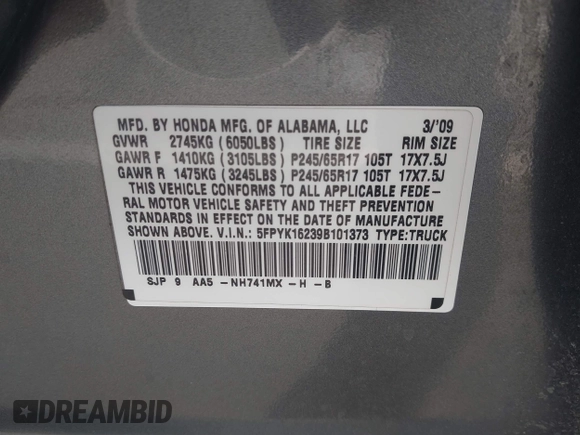 MFD. BY HONDA MFG. OF ALABAMA, LLC 3/'09
GVWR 2745KG (6050LBS) TIRE SIZE RIM SIZE
GAWR F 1410KG (3105LBS) P245/65R17 105T 17X7.5J
GAWR R 1475KG (3245LBS) P245/65R17 105T 17X7.5J
THIS VEHICLE CONFORMS TO ALL APPLICABLE FEDE-
RAL MOTOR VEHICLE SAFETY AND THEFT PREVENTION
STANDARDS IN EFFECT ON THE DATE OF MANUFACTURE
SHOWN ABOVE. V.I.N.: 5FPYK16239B101373 TYPE:TRUCK
SJP 9 AA5 -NH741MX -H -B
DREAMBID